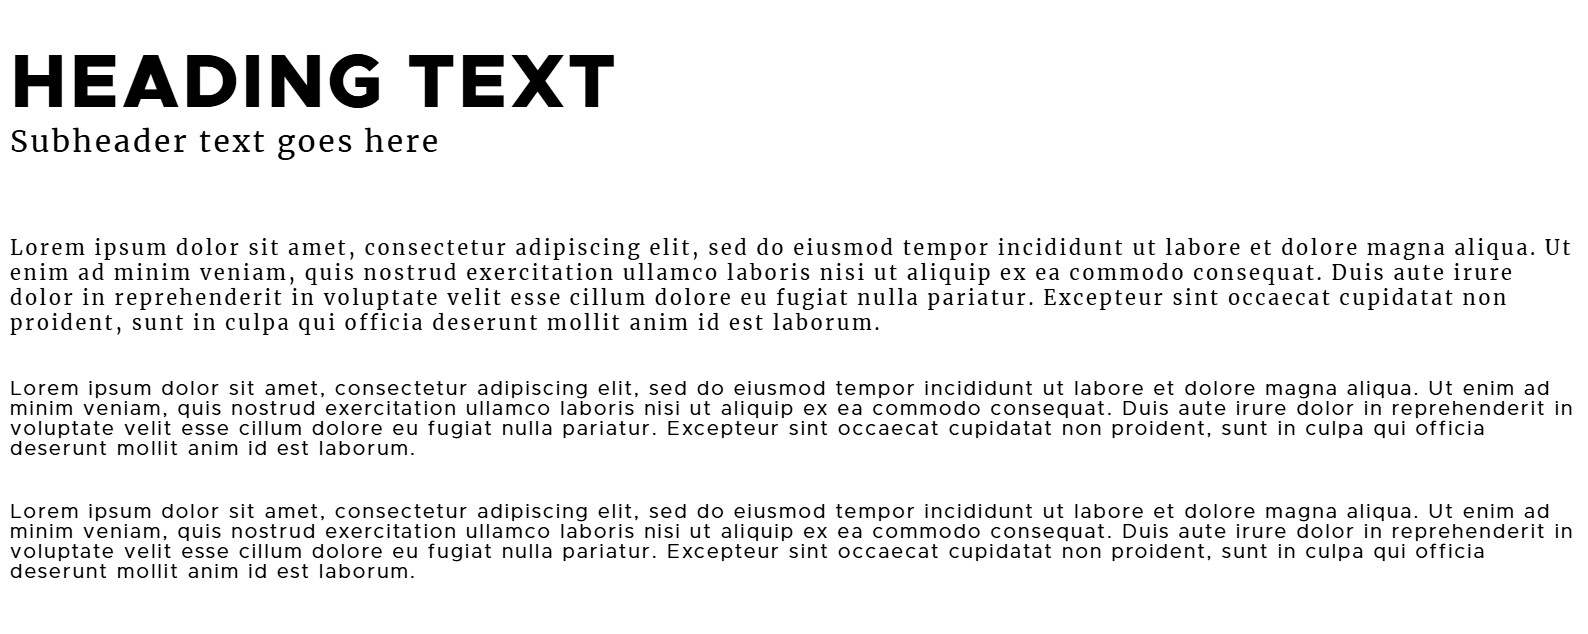 HEADING TEXT
Subheader text goes here
Lorem ipsum dolor sit amet, consectetur adipiscing elit, sed do eiusmod tempor incididunt ut labore et dolore magna aliqua. Ut
enim ad minim veniam, quis nostrud exercitation ullamco laboris nisi ut aliquip ex ea commodo consequat. Duis aute irure
dolor in reprehenderit in voluptate velit esse cillum dolore eu fugiat nulla pariatur. Excepteur sint occaecat cupidatat non
proident, sunt in culpa qui officia deserunt mollit anim id est laborum.
Lorem ipsum dolor sit amet, consectetur adipiscing elit, sed do eiusmod tempor incididunt ut labore et dolore magna aliqua. Ut enim ad
minim veniam, quis nostrud exercitation ullamco laboris nisi ut aliquip ex ea commodo consequat. Duis aute irure dolor in reprehenderit in
voluptate velit esse cillum dolore eu fugiat nulla pariatur. Excepteur sint occaecat cupidatat non proident, sunt in culpa qui officia
deserunt mollit anim id est laborum.
Lorem ipsum dolor sit amet, consectetur adipiscing elit, sed do eiusmod tempor incididunt ut labore et dolore magna aliqua. Ut enim ad
minim veniam, quis nostrud exercitation ullamco laboris nisi ut aliquip ex ea commodo consequat. Duis aute irure dolor in reprehenderit in
voluptate velit esse cillum dolore eu fugiat nulla pariatur. Excepteur sint occaecat cupidatat non proident, sunt in culpa qui officia
deserunt mollit anim id est laborum.